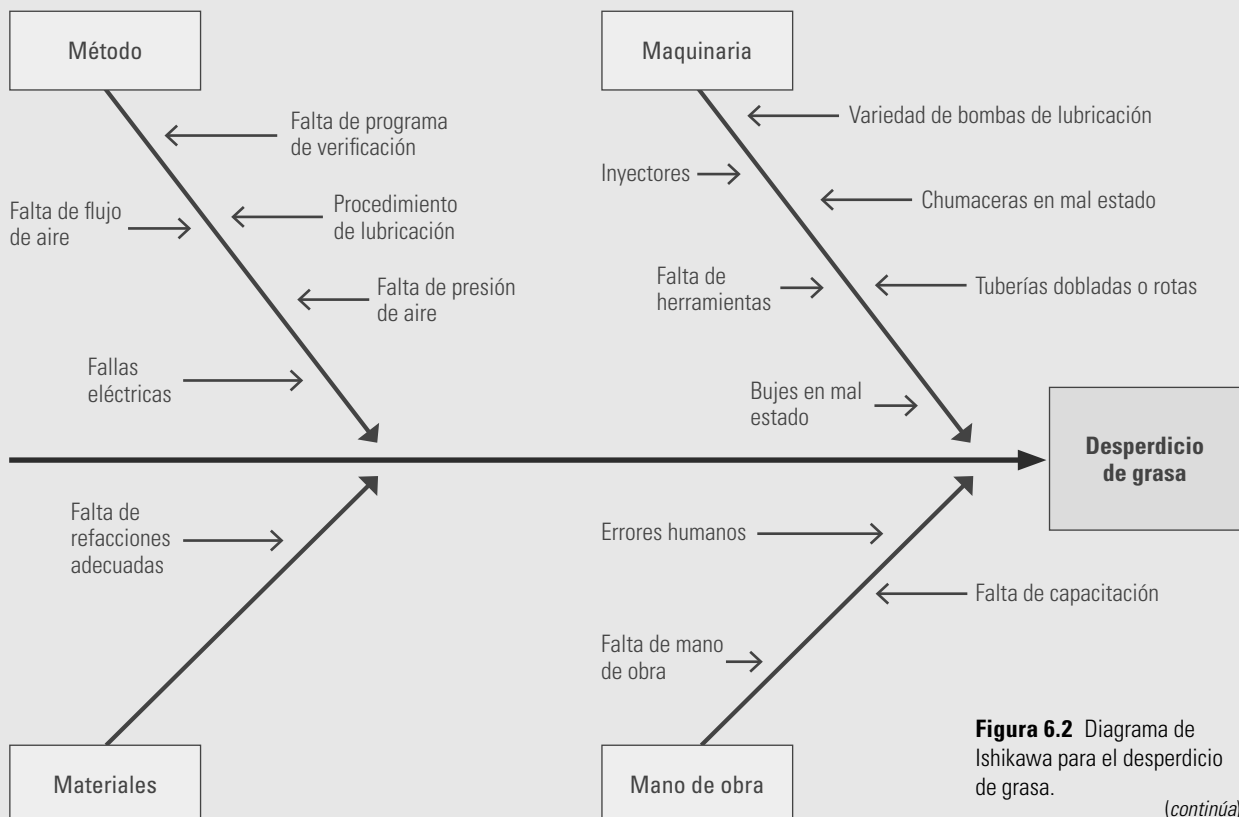 Método
Maquinaria
Falta de programa
de verificación
Variedad de bombas de lubricación
Inyectores
Falta de flujo
de aire
Procedimiento
de lubricación
Chumaceras en mal estado
Falta de presión
de aire
Falta de
herramientas
Tuberías dobladas o rotas
Fallas
eléctricas
Bujes en mal
estado
Desperdicio
de grasa
Falta de
refacciones
adecuadas
Errores humanos
Falta de capacitación
Falta de mano
de obra
Materiales
Mano de obra
Figura 6.2 Diagrama de
Ishikawa para el desperdicio
de grasa.
(continúa)